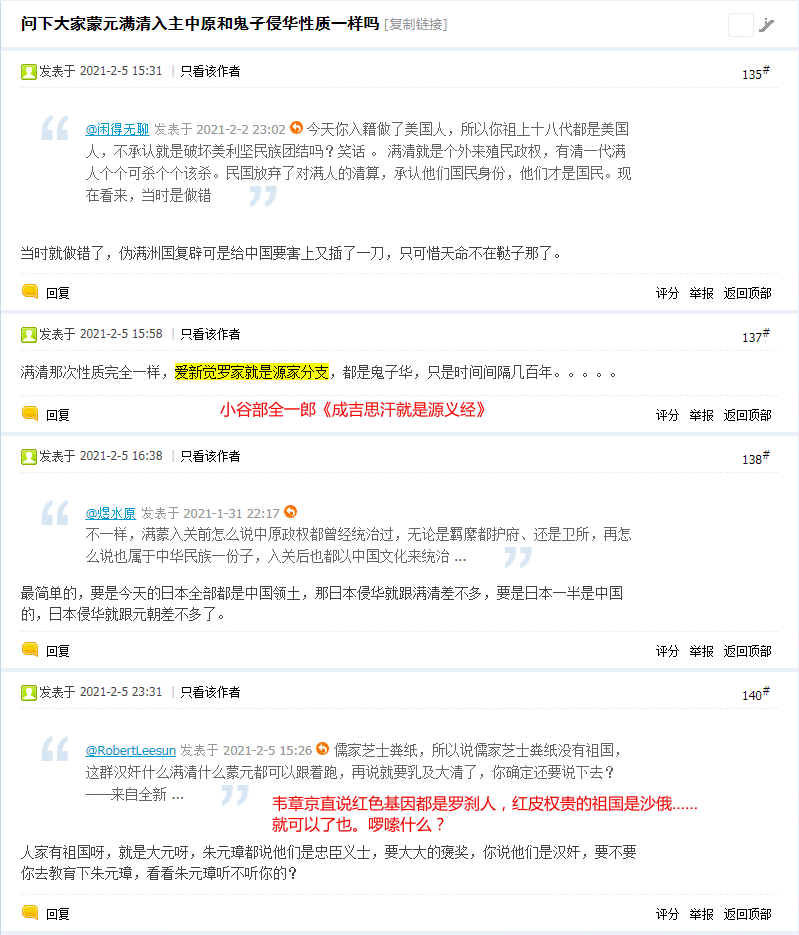 问下大家蒙元满清入主中原和鬼子侵华性质一样吗 [复制链接]
发表于 2021-2-5 15:31 | 只看该作者 135#
@闲得无聊 发表于 2021-2-2 23:02 今天你入籍做了美国人，所以你祖上十八代都是美国
人，不承认就是破坏美利坚民族团结吗？笑话 。 满清就是个外来殖民政权，有清一代满
人个个可杀个个该杀。民国放弃了对满人的清算，承认他们国民身份，他们才是国民。现
在看来，当时是做错
当时就做错了，伪满洲国复辟可是给中国要害上又插了一刀，只可惜天命不在鞑子那了。
回复 评分 举报 返回顶部
发表于 2021-2-5 15:58 | 只看该作者 137#
满清那次性质完全一样，爱新觉罗家就是源家分支，都是鬼子华，只是时间间隔几百年。。。。。
小谷部全一郎《成吉思汗就是源义经》
回复 评分 举报 返回顶部
发表于 2021-2-5 16:38 | 只看该作者 138#
@煜水原 发表于 2021-1-31 22:17
不一样，满蒙入关前怎么说中原政权都曾经统治过，无论是羁縻都护府、还是卫所，再怎
么说也属于中华民族一份子，入关后也都以中国文化来统治 ...
最简单的，要是今天的日本全部都是中国领土，那日本侵华就跟满清差不多，要是日本一半是中国
的，日本侵华就跟元朝差不多了。
回复 评分 举报 返回顶部
发表于 2021-2-5 23:31 | 只看该作者 140#
@RobertLeesun 发表于 2021-2-5 15:26 儒家芝士粪纸，所以说儒家芝士粪纸没有祖国，
这群汉奸什么满清什么蒙元都可以跟着跑，再说就要乳及大清了，你确定还要说下去？
——来自全新 ...
韦章京直说红色基因都是罗刹人，红皮权贵的祖国是沙俄......
就可以了也。啰嗦什么？
人家有祖国呀，就是大元呀，朱元璋都说他们是忠臣义士，要大大的褒奖，你说他们是汉奸，要不要
你去教育下朱元璋，看看朱元璋听不听你的？
回复 评分 举报 返回顶部